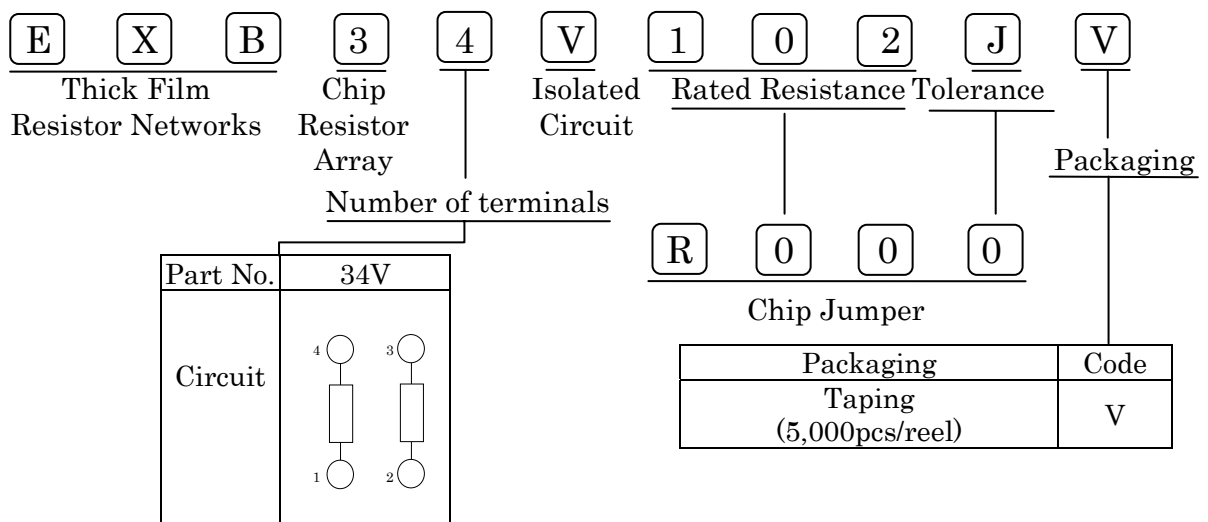 E X B 3 4 V 1 0 2 J V
Thick Film
Resistor Networks
Chip
Resistor
Array
Isolated
Circuit
Rated Resistance
Tolerance
Packaging
Number of terminals
R 0 0 0
Chip Jumper
Part No. 34V
Circuit
4 3
1 2
Packaging Code
Taping
(5,000pcs/reel)
V